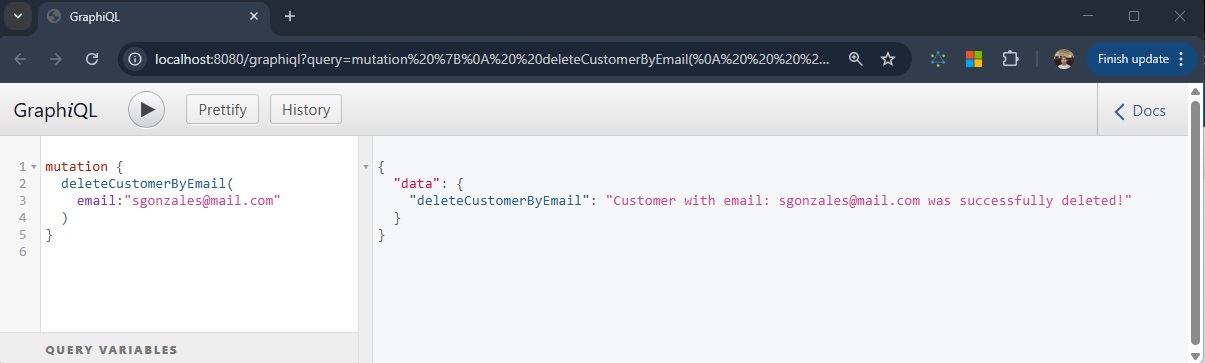 GraphiQL
localhost:8080/graphiql?query=mutation%20%7B%0A%20%20deleteCustomerByEmail(%0A%20%20%20%2...
Finish update
GraphiQL
Prettify
History
Docs
1 mutation {
2 deleteCustomerByEmail(
3 email:"sgonzales@mail.com"
4 )
5 }
6
{
"data": {
"deleteCustomerByEmail": "Customer with email: sgonzales@mail.com was successfully deleted!"
}
}
QUERY VARIABLES